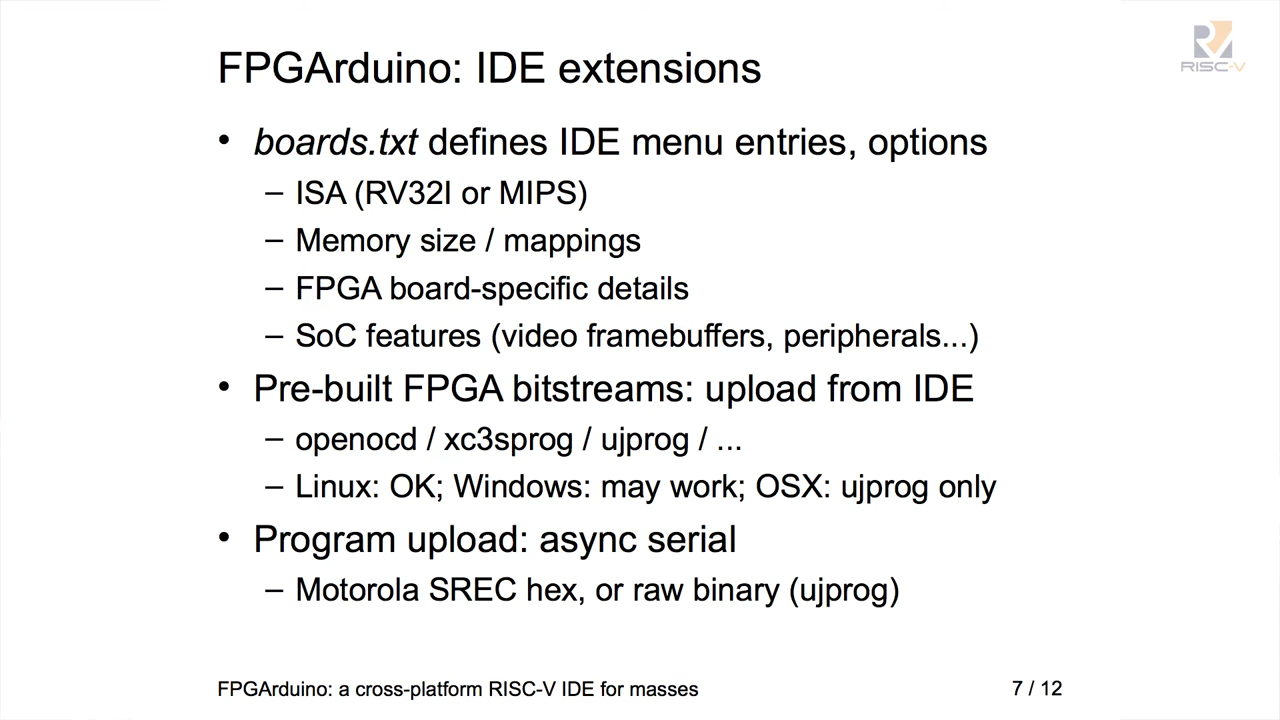 FPGArduino: IDE extensions
RISC-V
• boards.txt defines IDE menu entries, options
– ISA (RV32I or MIPS)
– Memory size / mappings
– FPGA board-specific details
– SoC features (video framebuffers, peripherals...)
• Pre-built FPGA bitstreams: upload from IDE
– openocd / xc3sprog / ujprog / ...
– Linux: OK; Windows: may work; OSX: ujprog only
• Program upload: async serial
– Motorola SREC hex, or raw binary (ujprog)
FPGArduino: a cross-platform RISC-V IDE for masses
7 / 12